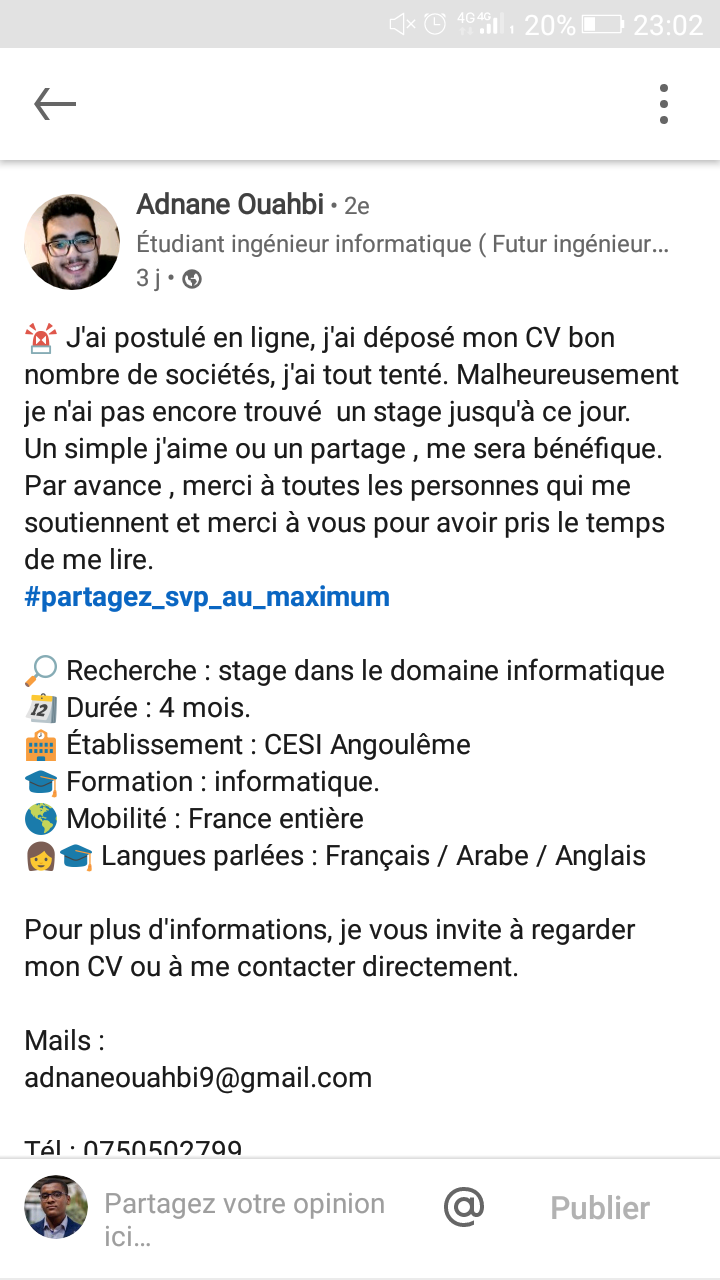 4G 4G 20% 23:02
Adnane Ouahbi • 2e
Étudiant ingénieur informatique ( Futur ingénieur...
3 j •
J'ai postulé en ligne, j'ai déposé mon CV bon
nombre de sociétés, j'ai tout tenté. Malheureusement
je n'ai pas encore trouvé  un stage jusqu'à ce jour.
Un simple j'aime ou un partage , me sera bénéfique.
Par avance , merci à toutes les personnes qui me
soutiennent et merci à vous pour avoir pris le temps
de me lire.
#partagez_svp_au_maximum
Recherche : stage dans le domaine informatique
12 Durée : 4 mois.
Établissement : CESI Angoulême
Formation : informatique.
Mobilité : France entière
Langues parlées : Français / Arabe / Anglais
Pour plus d'informations, je vous invite à regarder
mon CV ou à me contacter directement.
Mails :
adnaneouahbi9@gmail.com
Tél : 0750502799
Partagez votre opinion
ici...
@
Publier